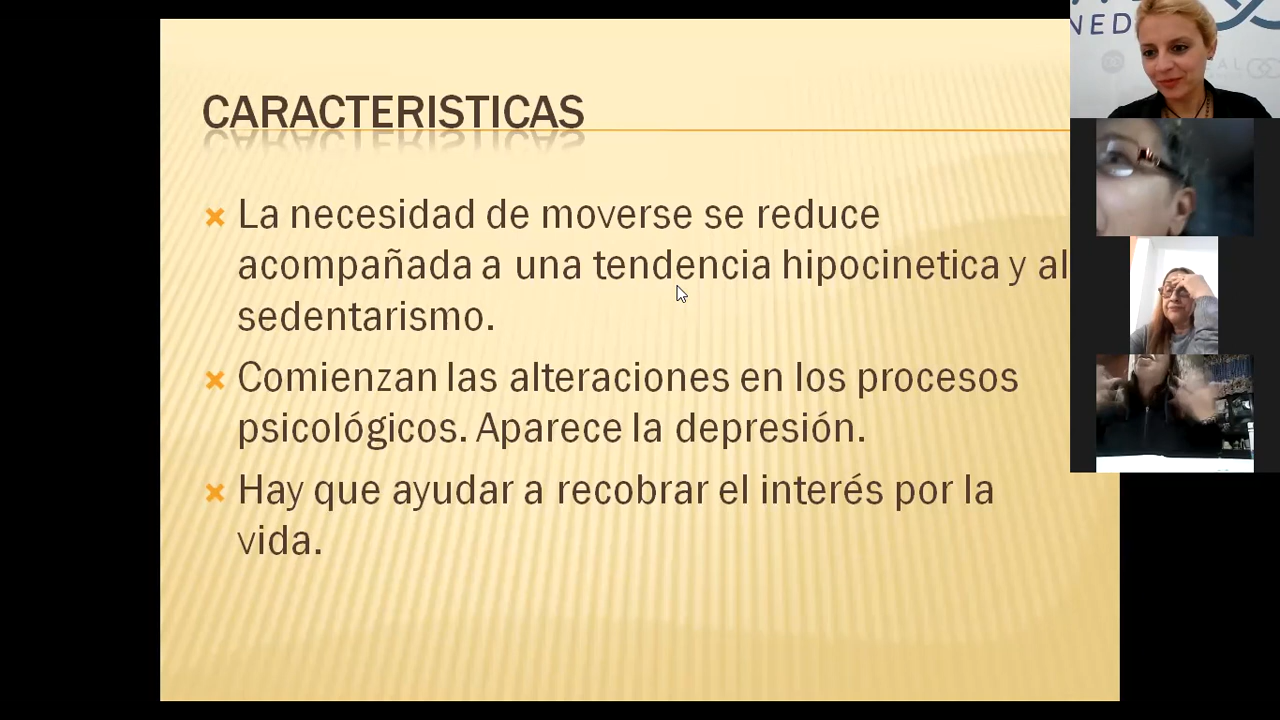 CARACTERISTICAS
La necesidad de moverse se reduce
acompañada a una tendencia hipocinetica y al
sedentarismo.
Comienzan las alteraciones en los procesos
psicológicos. Aparece la depresión.
Hay que ayudar a recobrar el interés por la
vida.
NED